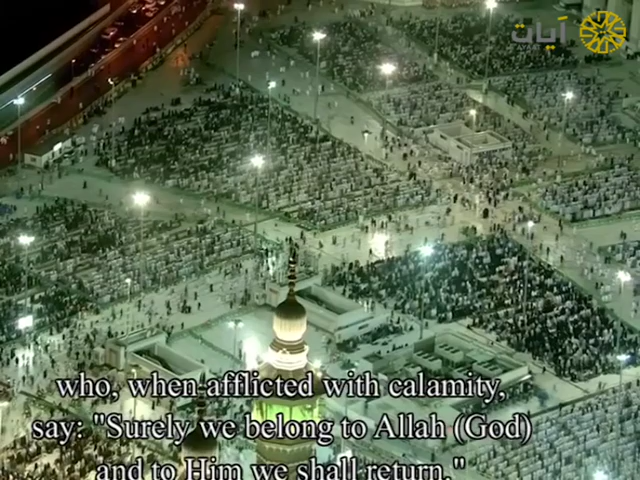 آيات
AYAAT
who, when afflicted with calamity,
say: "Surely we belong to Allah (God)
and to Him we shall return."